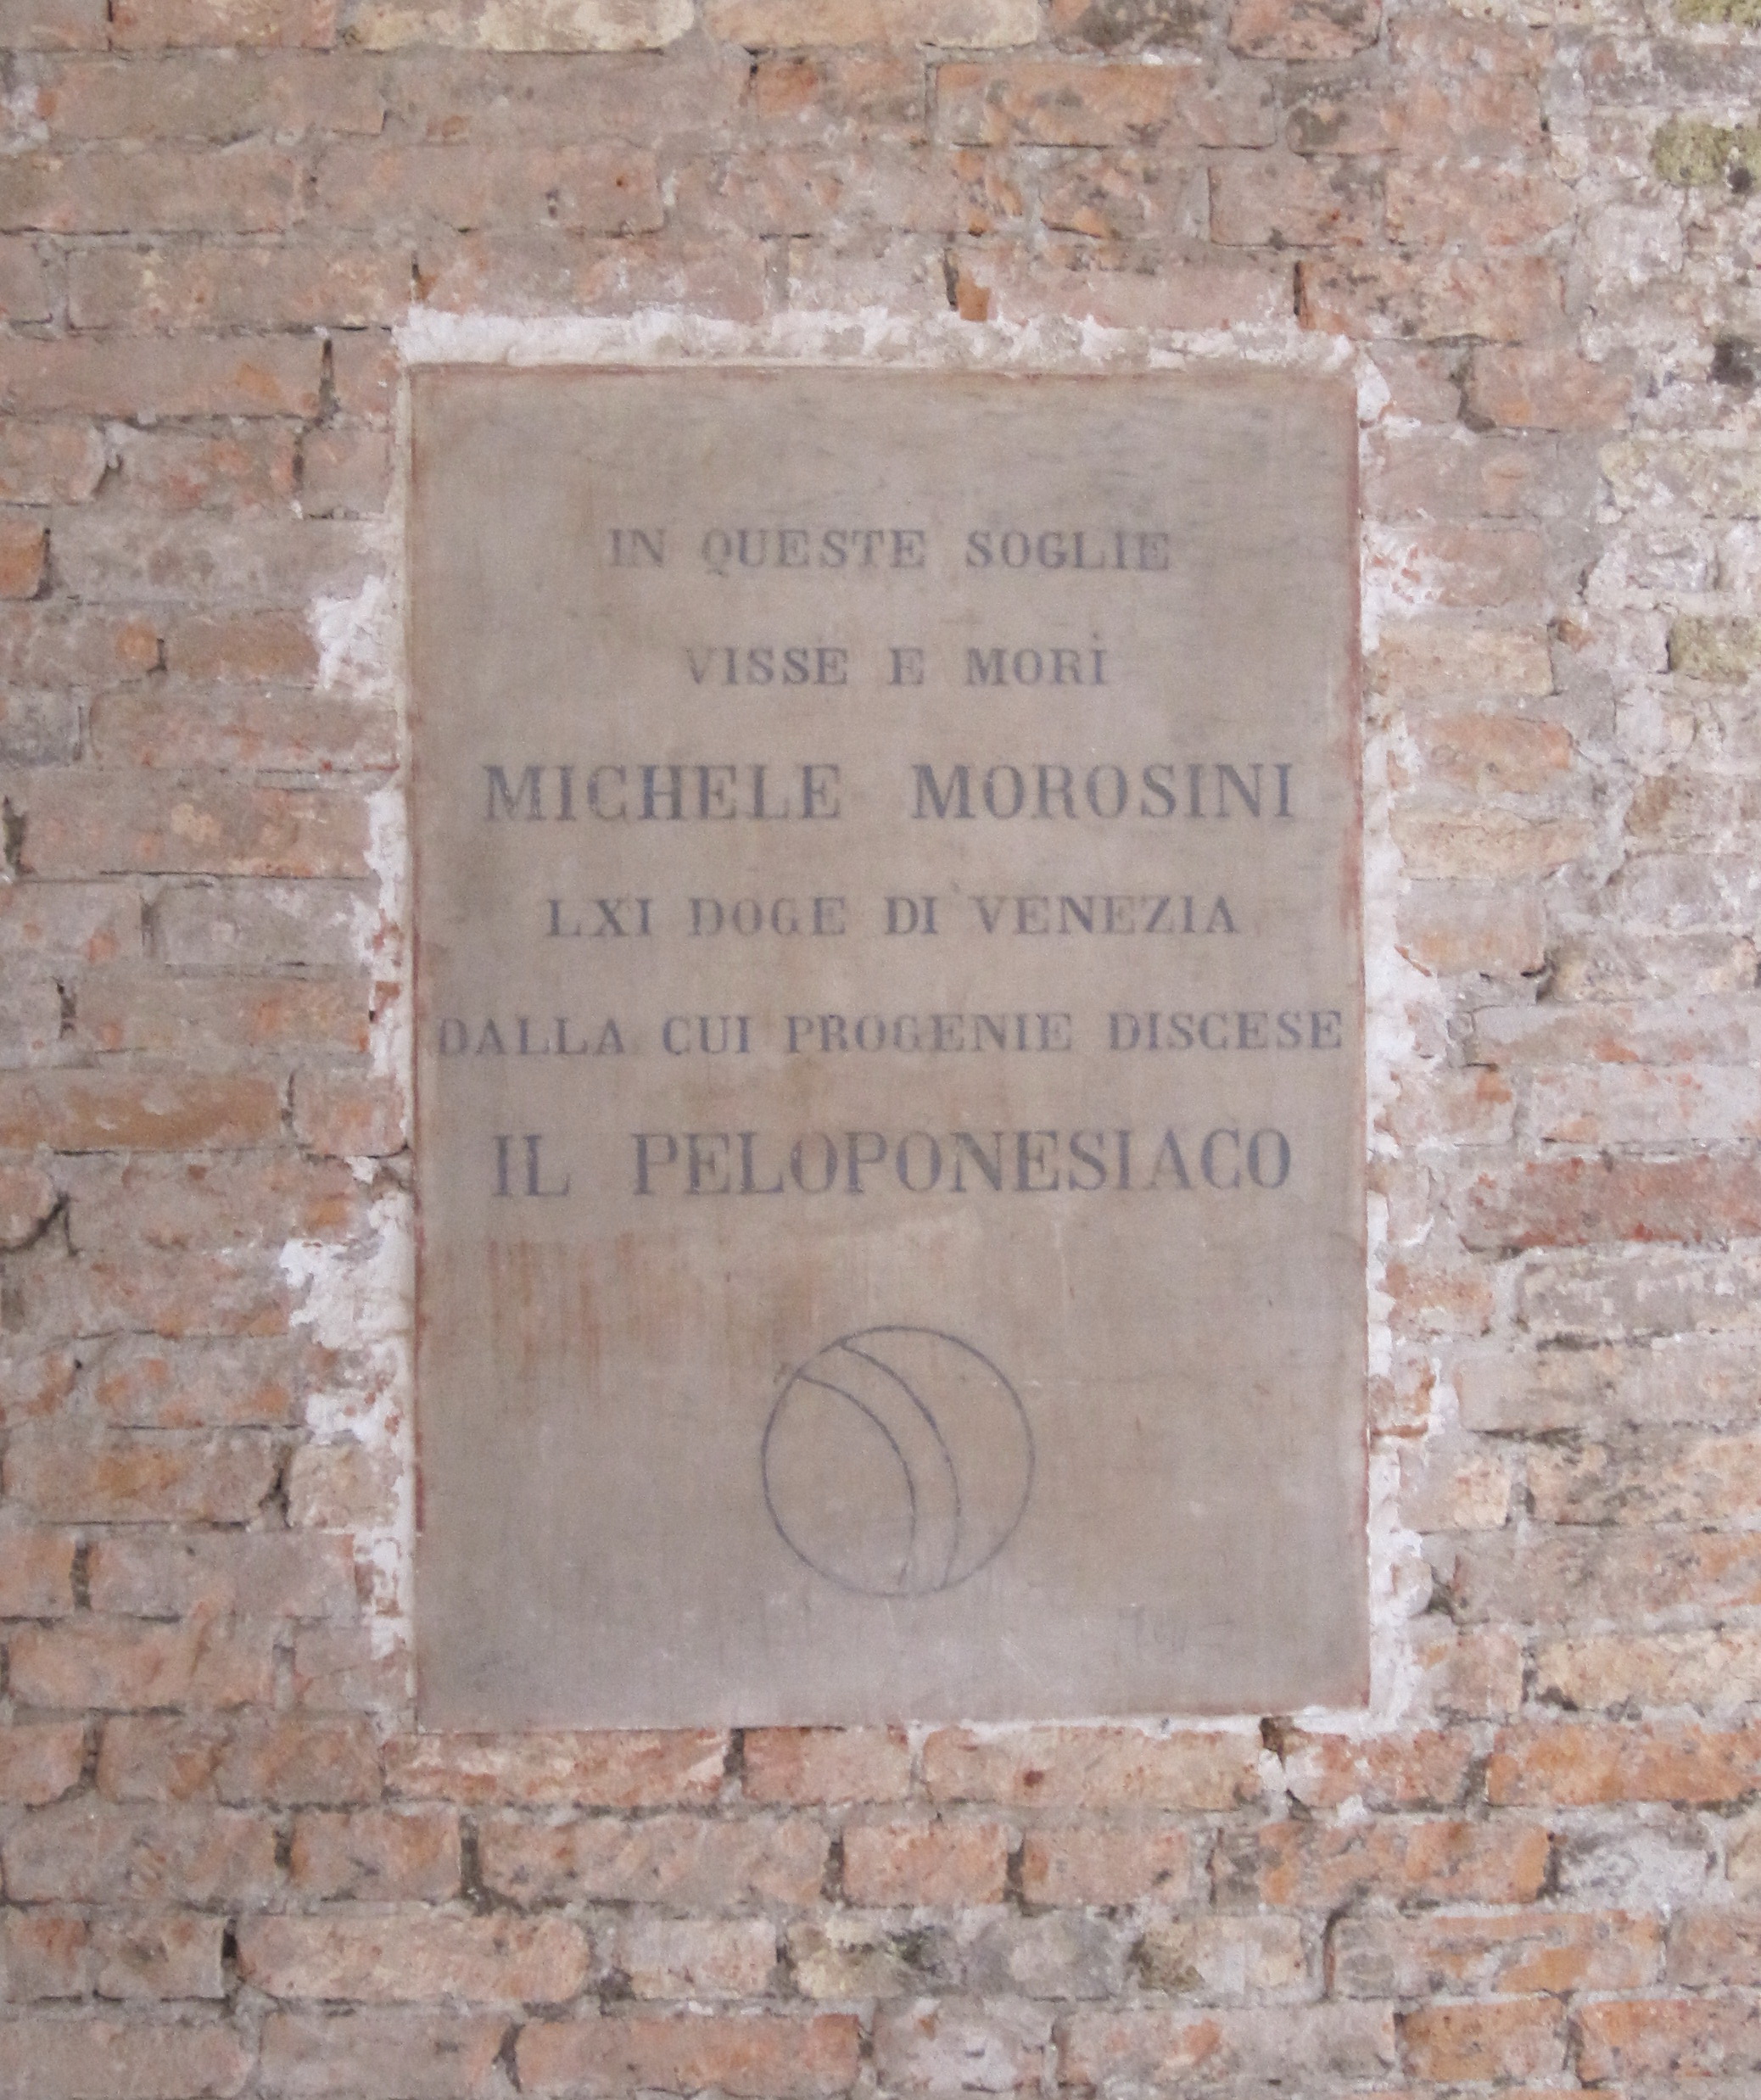 IN QUESTE SOGLIE
VISSE E MORÌ
MICHELE MOROSINI
LXI DOGE DI VENEZIA
DALLA CUI PROGENIE DISCESE
IL PELOPONESIACO